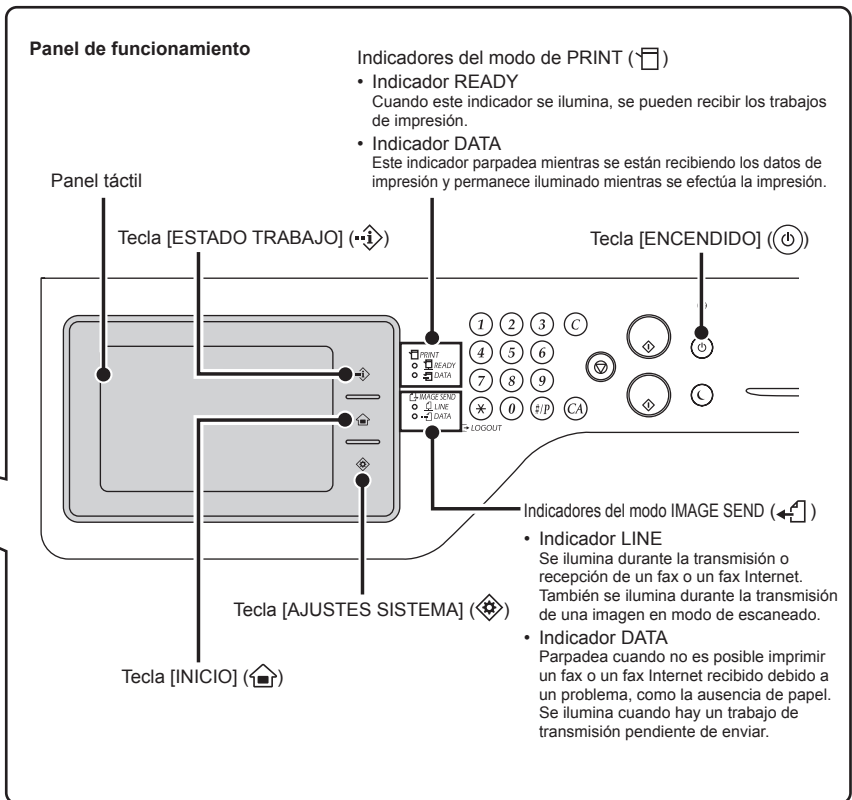 Panel de funcionamiento
Indicadores del modo de PRINT ( )
• Indicador READY
Cuando este indicador se ilumina, se pueden recibir los trabajos
de impresión.
• Indicador DATA
Este indicador parpadea mientras se están recibiendo los datos de
impresión y permanece iluminado mientras se efectúa la impresión.
Panel táctil
Tecla [ESTADO TRABAJO] ( )
Tecla [ENCENDIDO] ( )
1 2 3 C
4 5 6
7 8 9
* 0 #/P CA
PRINT
READY
DATA
IMAGE SEND
LINE
DATA
LOGOUT
Indicadores del modo IMAGE SEND ( )
• Indicador LINE
Se ilumina durante la transmisión o
recepción de un fax o un fax Internet.
También se ilumina durante la transmisión
de una imagen en modo de escaneado.
• Indicador DATA
Parpadea cuando no es posible imprimir
un fax o un fax Internet recibido debido a
un problema, como la ausencia de papel.
Se ilumina cuando hay un trabajo de
transmisión pendiente de enviar.
Tecla [AJUSTES SISTEMA] ( )
Tecla [INICIO] ( )